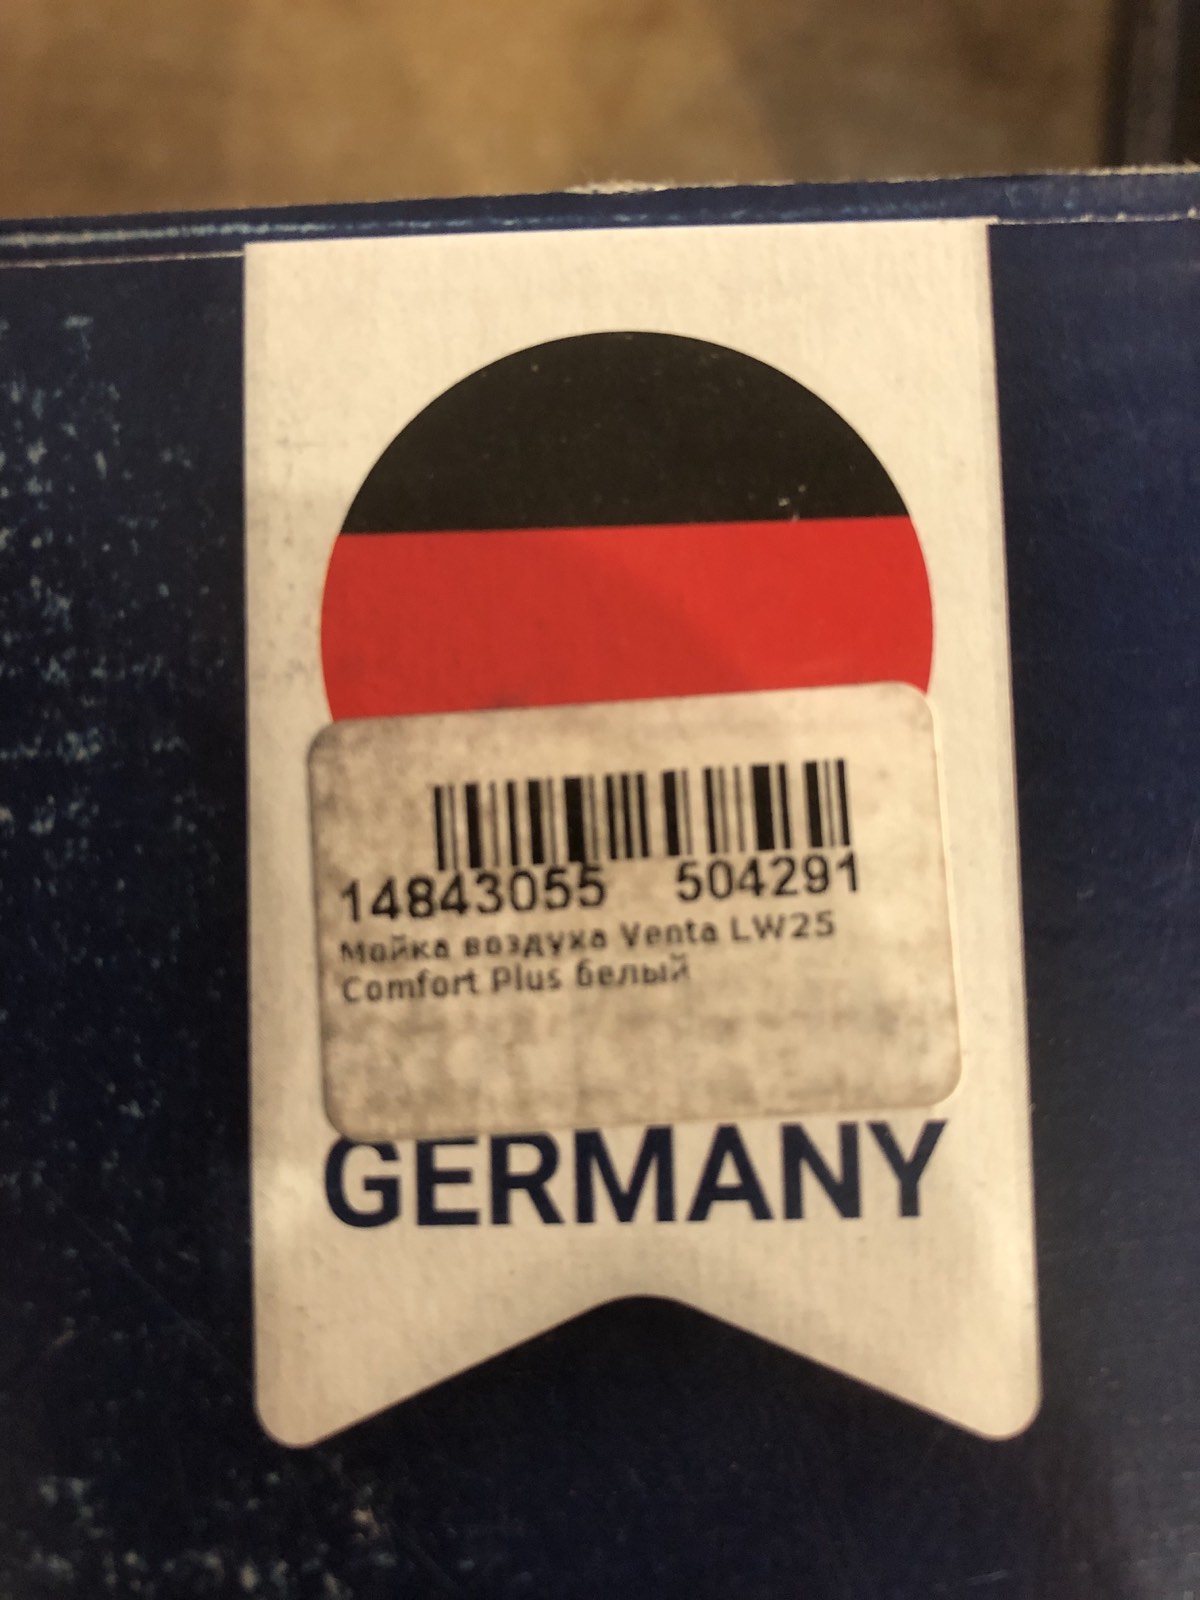 14843055 504291
Мойка воздуха Venta LW25
Comfort Plus белый
GERMANY